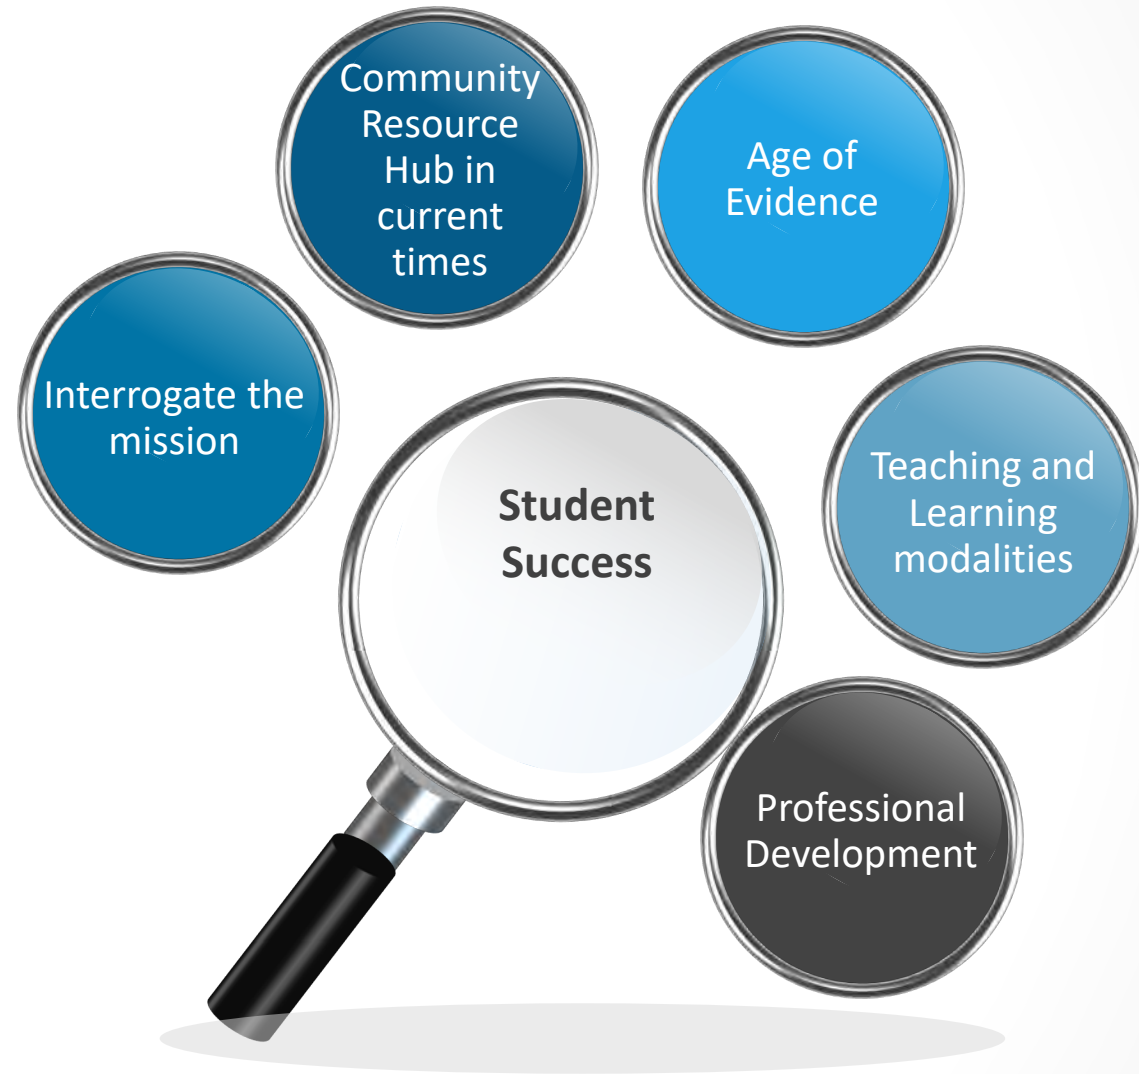 Community
Resource
Hub in
current
times
Age of
Evidence
Interrogate the
mission
Student
Success
Teaching and
Learning
modalities
Professional
Development